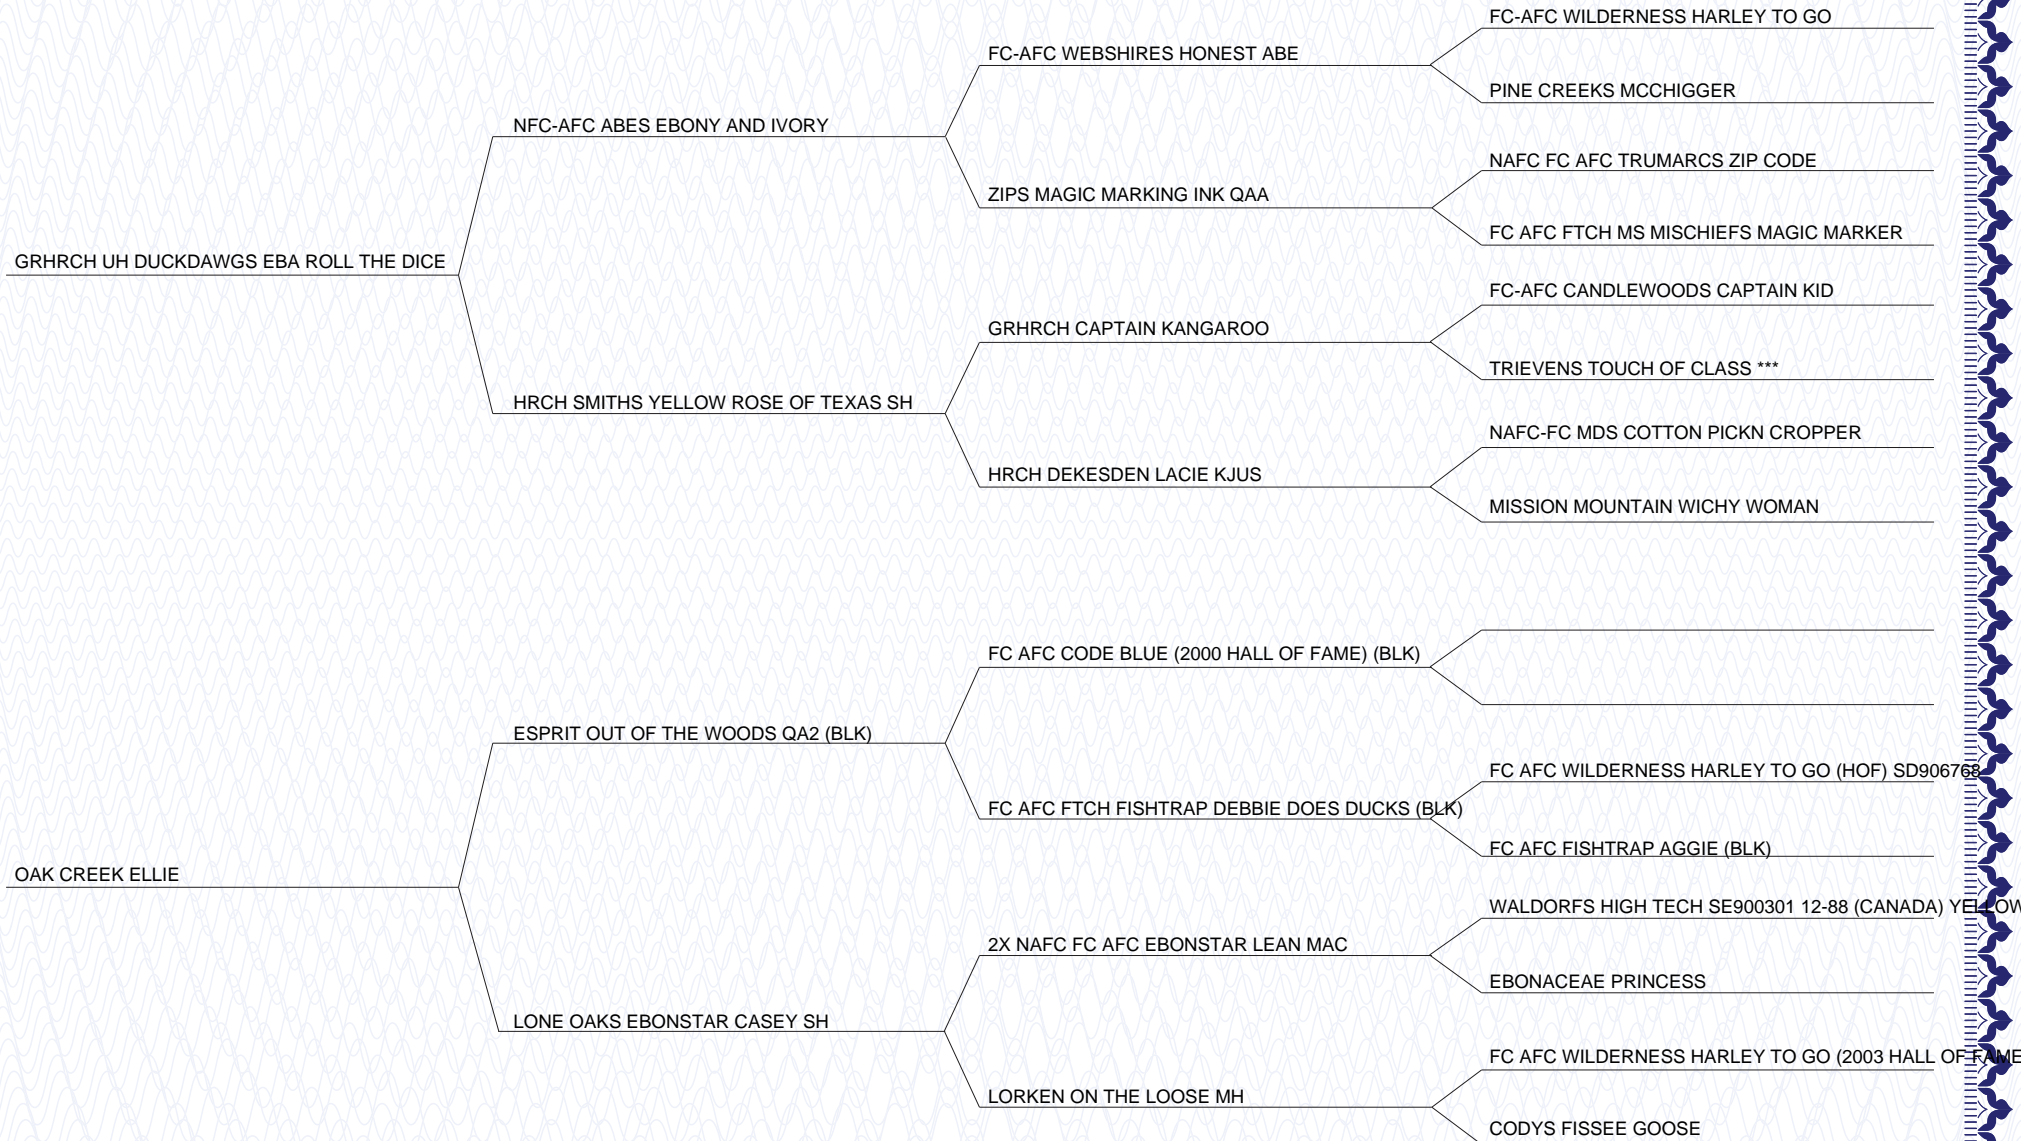 FC-AFC WILDERNESS HARLEY TO GO
FC-AFC WEBSHIRES HONEST ABE
PINE CREEKS MCCHIGGER
NFC-AFC ABES EBONY AND IVORY
NAFC FC AFC TRUMARCS ZIP CODE
ZIPS MAGIC MARKING INK QAA
FC AFC FTCH MS MISCHIEFS MAGIC MARKER
GRHRCH UH DUCKDAWGS EBA ROLL THE DICE
FC-AFC CANDLEWOODS CAPTAIN KID
GRHRCH CAPTAIN KANGAROO
TRIEVENS TOUCH OF CLASS ***
HRCH SMITHS YELLOW ROSE OF TEXAS SH
NAFC-FC MDS COTTON PICKN CROPPER
HRCH DEKESDEN LACIE KJUS
MISSION MOUNTAIN WICHY WOMAN
FC AFC CODE BLUE (2000 HALL OF FAME) (BLK)
ESPRIT OUT OF THE WOODS QA2 (BLK)
FC AFC WILDERNESS HARLEY TO GO (HOF) SD906768
FC AFC FTCH FISHTRAP DEBBIE DOES DUCKS (BLK)
FC AFC FISHTRAP AGGIE (BLK)
OAK CREEK ELLIE
WALDORFS HIGH TECH SE900301 12-88 (CANADA) YELLOW
2X NAFC FC AFC EBONSTAR LEAN MAC
EBONACEAE PRINCESS
LONE OAKS EBONSTAR CASEY SH
FC AFC WILDERNESS HARLEY TO GO (2003 HALL OF FAME
LORKEN ON THE LOOSE MH
CODYS FISSEE GOOSE